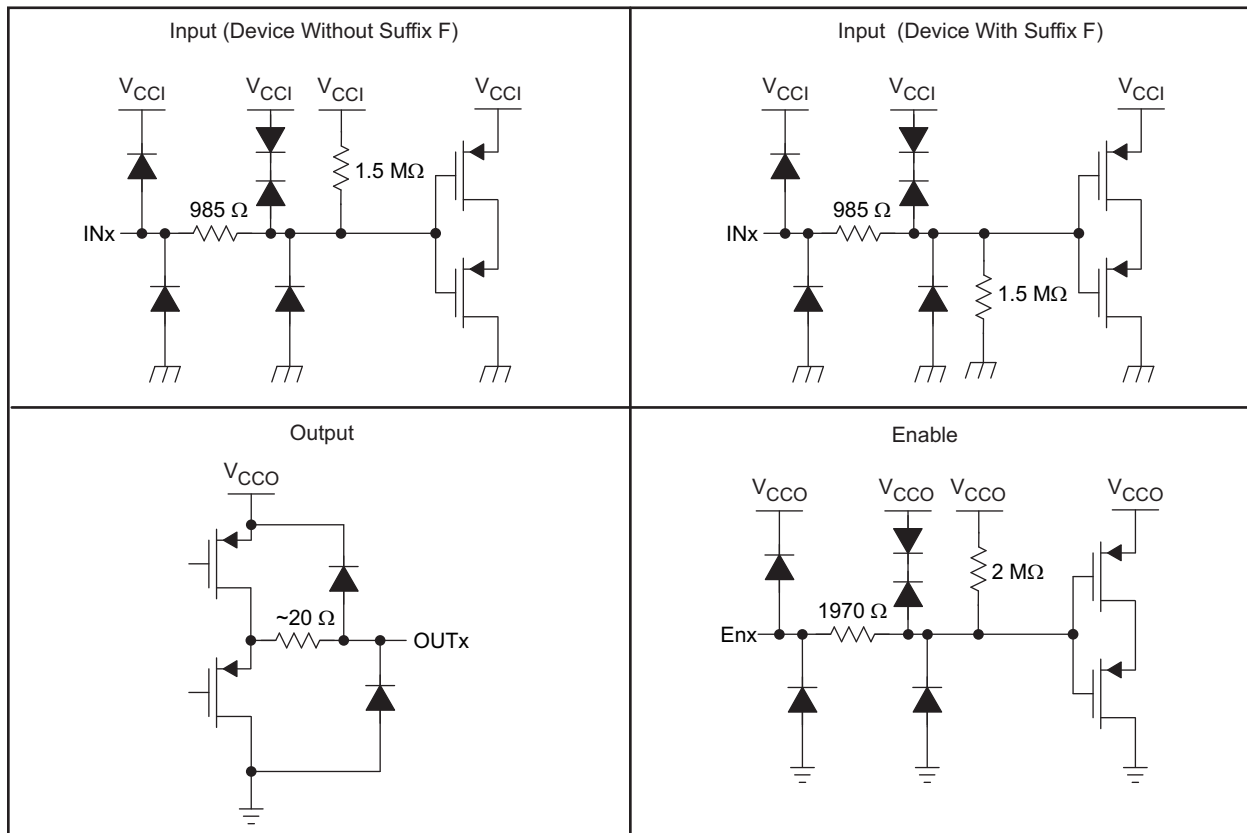 Input (Device Without Suffix F)
V_CCI V_CCI V_CCI V_CCI
1.5 MΩ
985 Ω
INx
Input (Device With Suffix F)
V_CCI V_CCI V_CCI
985 Ω
INx
1.5 MΩ
Output
V_CCO
~20 Ω
OUTx
Enable
V_CCO V_CCO V_CCO V_CCO
2 MΩ
1970 Ω
Enx